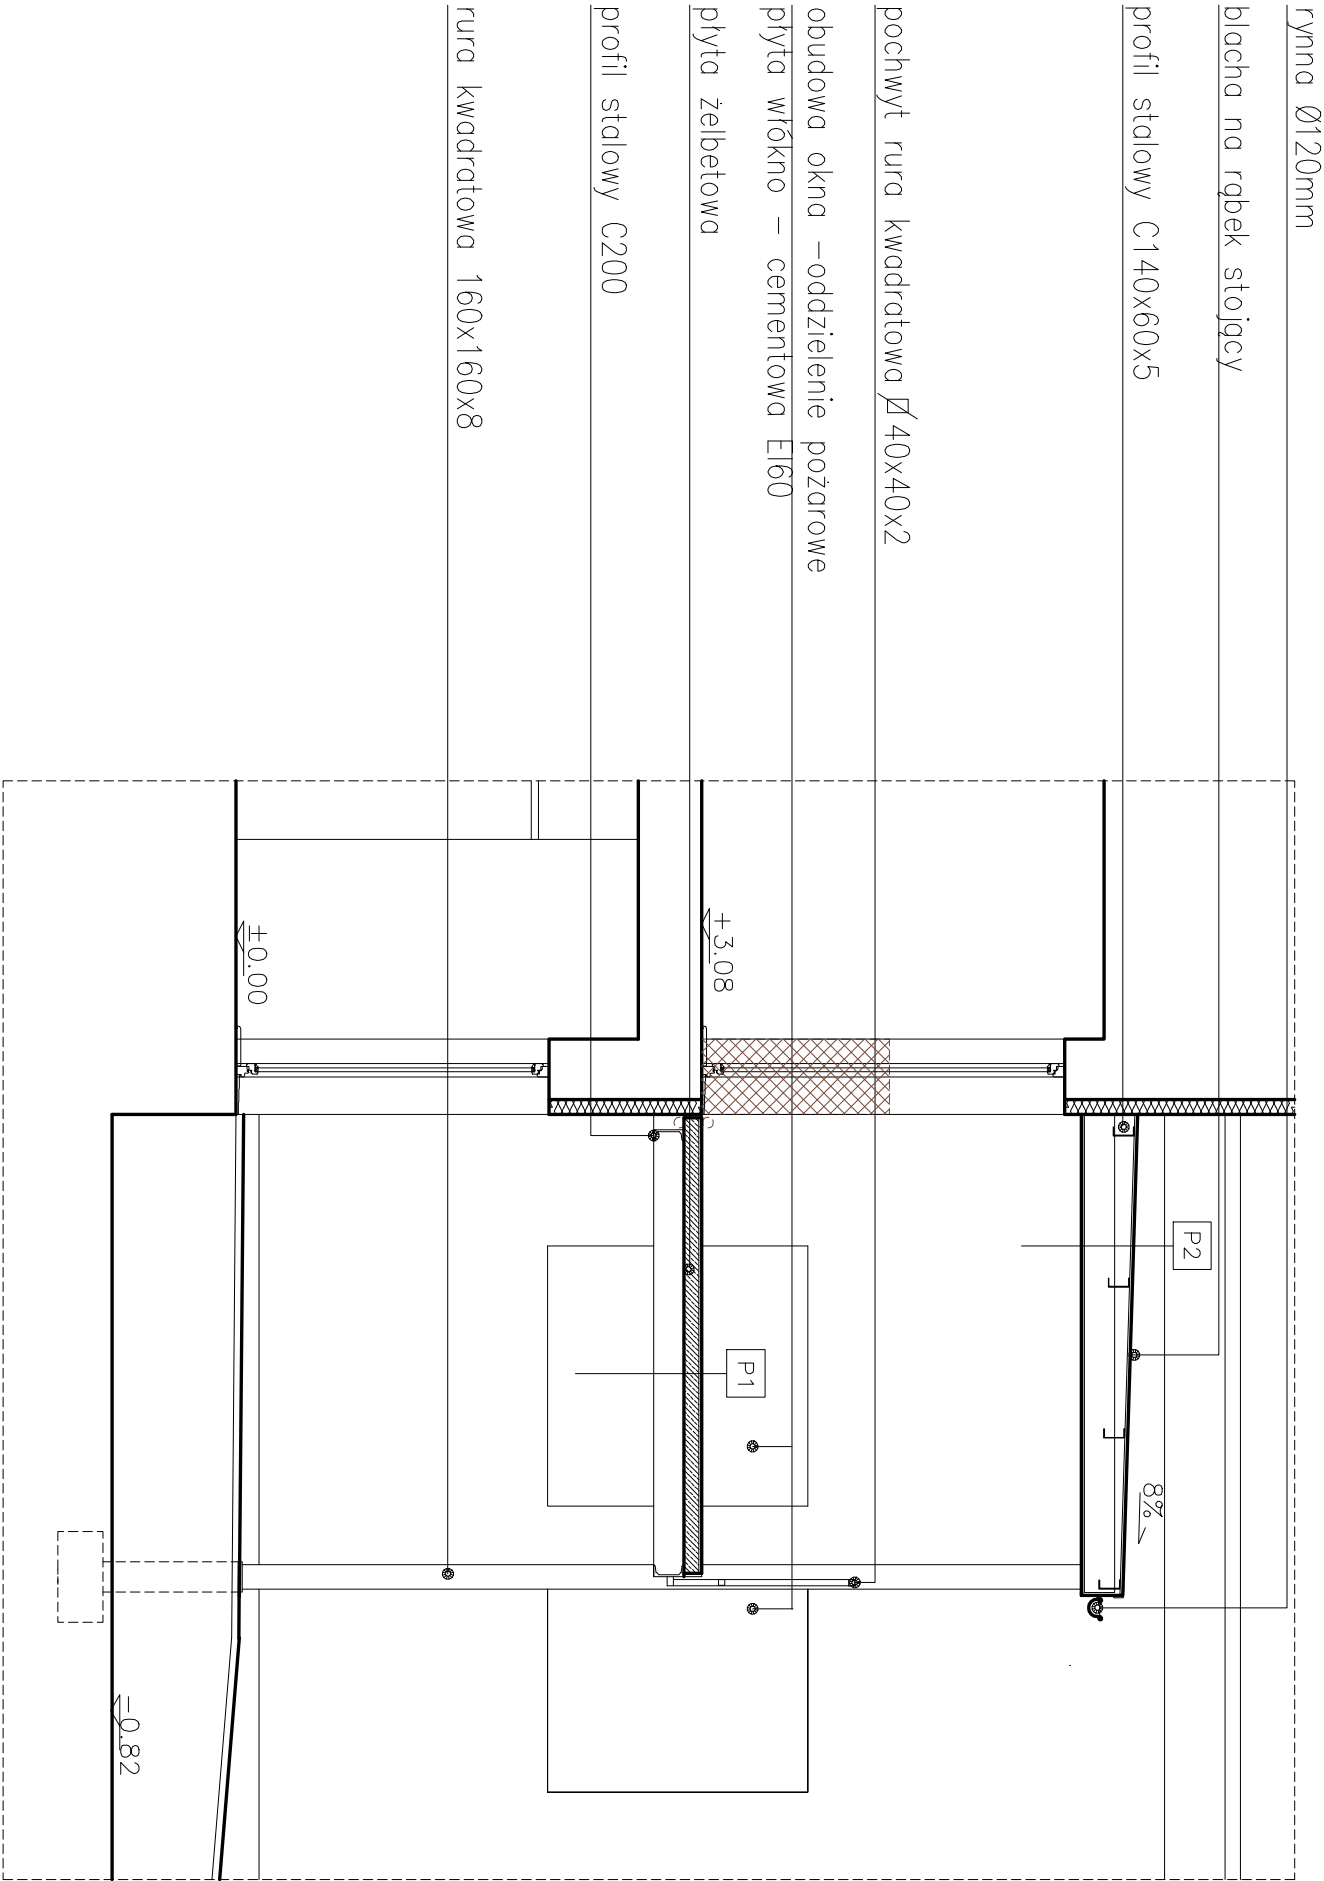 rynna Ø120mm
blacha na rąbek stojący
profil stalowy C140x60x5
pochwyt rura kwadratowa 40x40x2
obudowa okna -oddzielenie pożarowe
płyta włókno - cementowa EI60
płyta żelbetowa
profil stalowy C200
rura kwadratowa 160x160x8
P2
8%
+3.08
P1
±0.00
-0.82